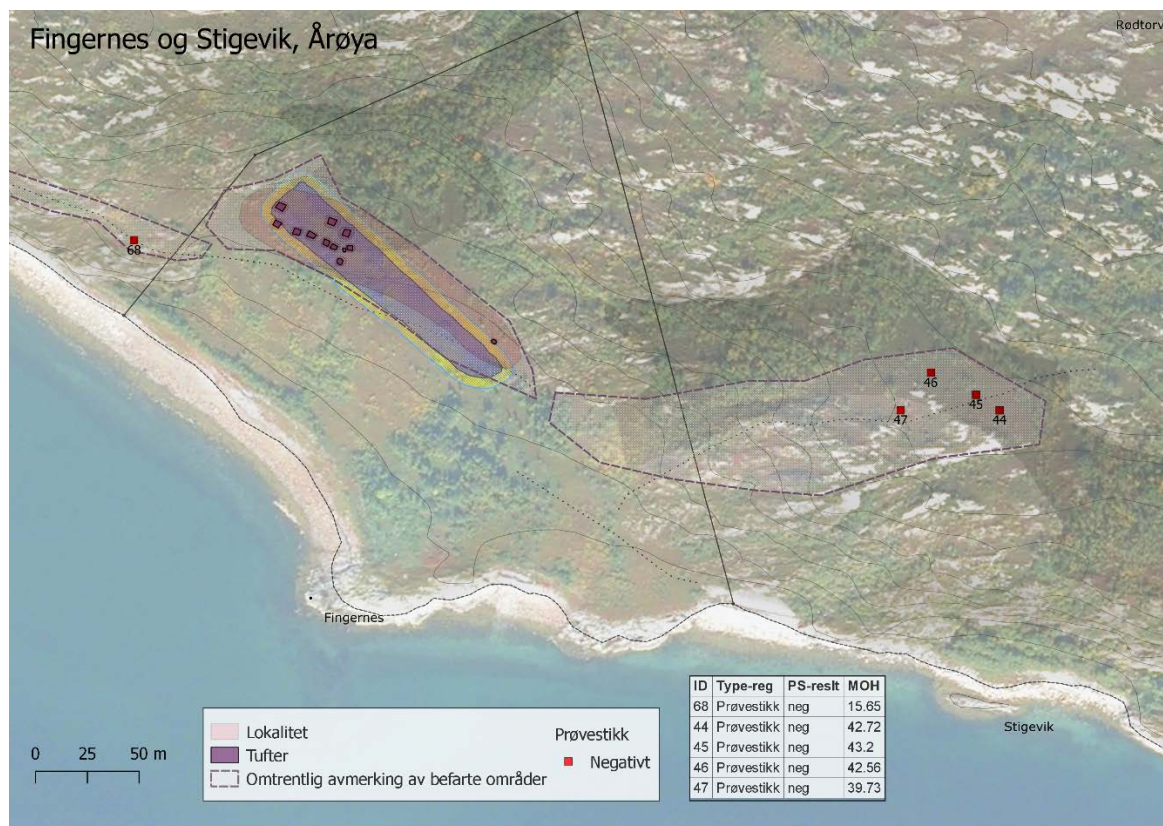 Fingernes og Stigevik, Årøya
Rødtorv
68
46
45
47
44
Fingernes
Stigevik
0 25 50 m
Lokalitet
Tufter
Omtrentlig avmerking av befarte områder
Prøvestikk
Negativt
ID Type-reg PS-reslt MOH
68 Prøvestikk neg 15.65
44 Prøvestikk neg 42.72
45 Prøvestikk neg 43.2
46 Prøvestikk neg 42.56
47 Prøvestikk neg 39.73